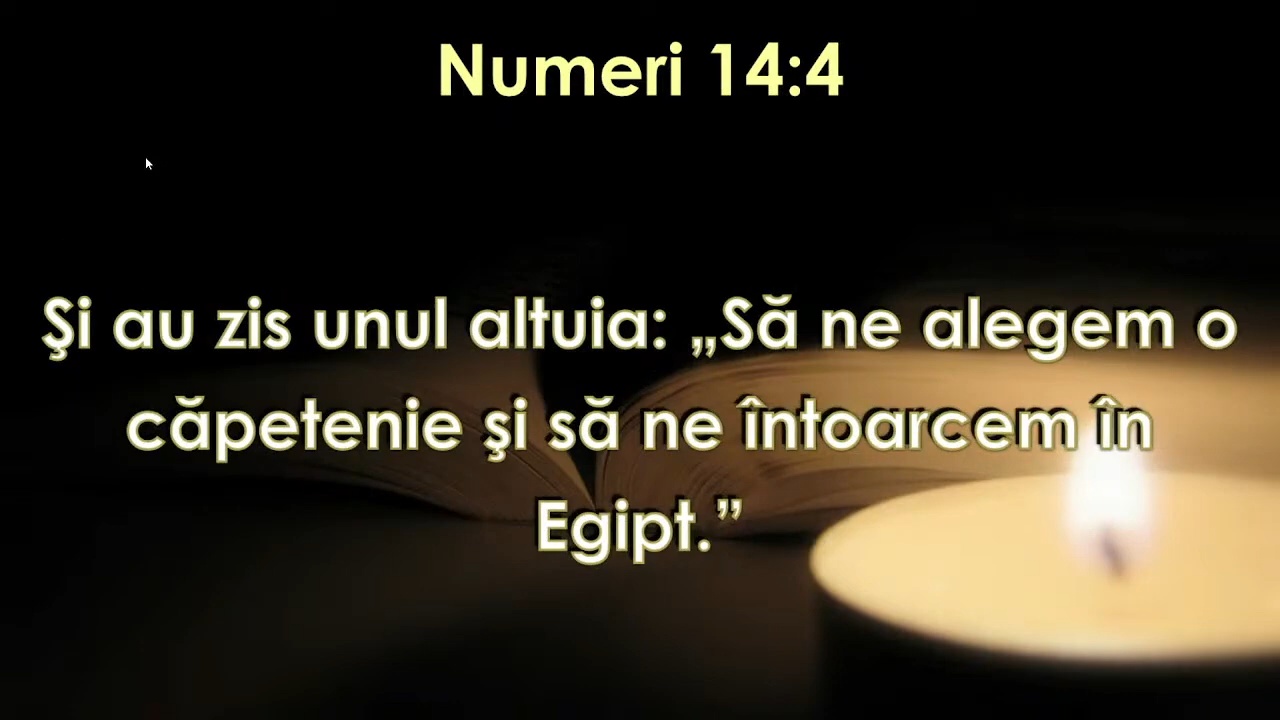 Numeri 14:4
Şi au zis unul altuia: „Să ne alegem o
căpetenie şi să ne întoarcem în
Egipt.”